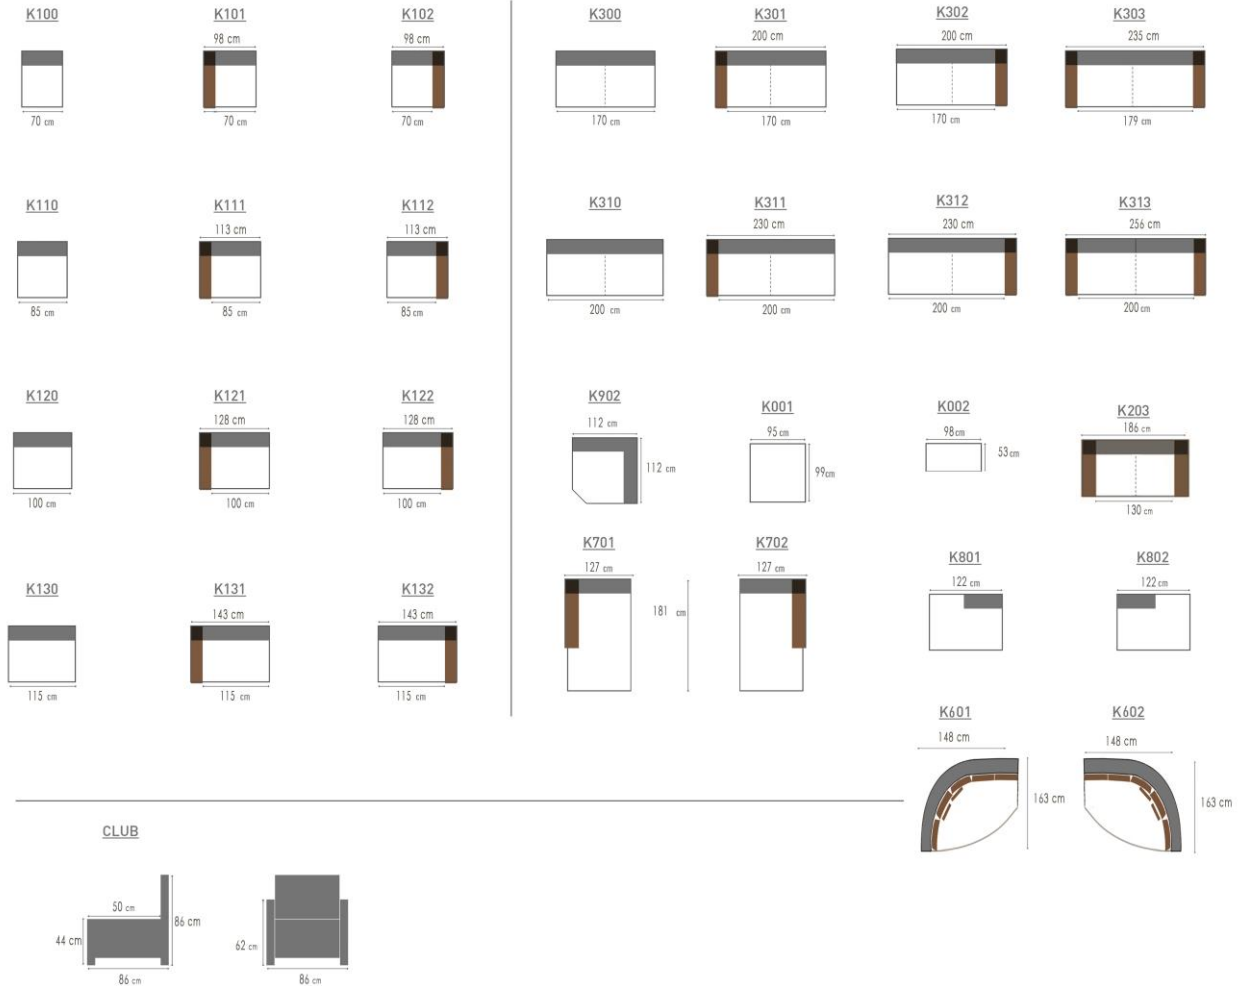 K100
K101
K102
98 cm
98 cm
70 cm
70 cm
70 cm
K110
K111
K112
113 cm
113 cm
85 cm
85 cm
85 cm
K120
K121
K122
128 cm
128 cm
100 cm
100 cm
100 cm
K130
K131
K132
143 cm
143 cm
115 cm
115 cm
115 cm
K300
K301
K302
K303
200 cm
200 cm
235 cm
170 cm
170 cm
170 cm
179 cm
K310
K311
K312
K313
230 cm
230 cm
256 cm
200 cm
200 cm
200 cm
200 cm
K902
K001
K002
K203
112 cm
95 cm
98cm
186 cm
112 cm
99cm
53cm
130 cm
K701
K702
K801
K802
127 cm
127 cm
122 cm
122 cm
181 cm
K601
K602
148 cm
148 cm
163 cm
163 cm
CLUB
50 cm
86 cm
44 cm
62 cm
86 cm
86 cm